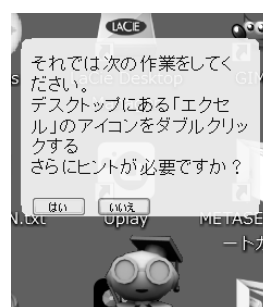 LACIE
それでは次の作業をしてく
ださい。
デスクトップにある「エクセ
ル」のアイコンをダブルクリッ
クする
さらにヒントが必要ですか？
はい いいえ
Uplay
METASE
ートカ